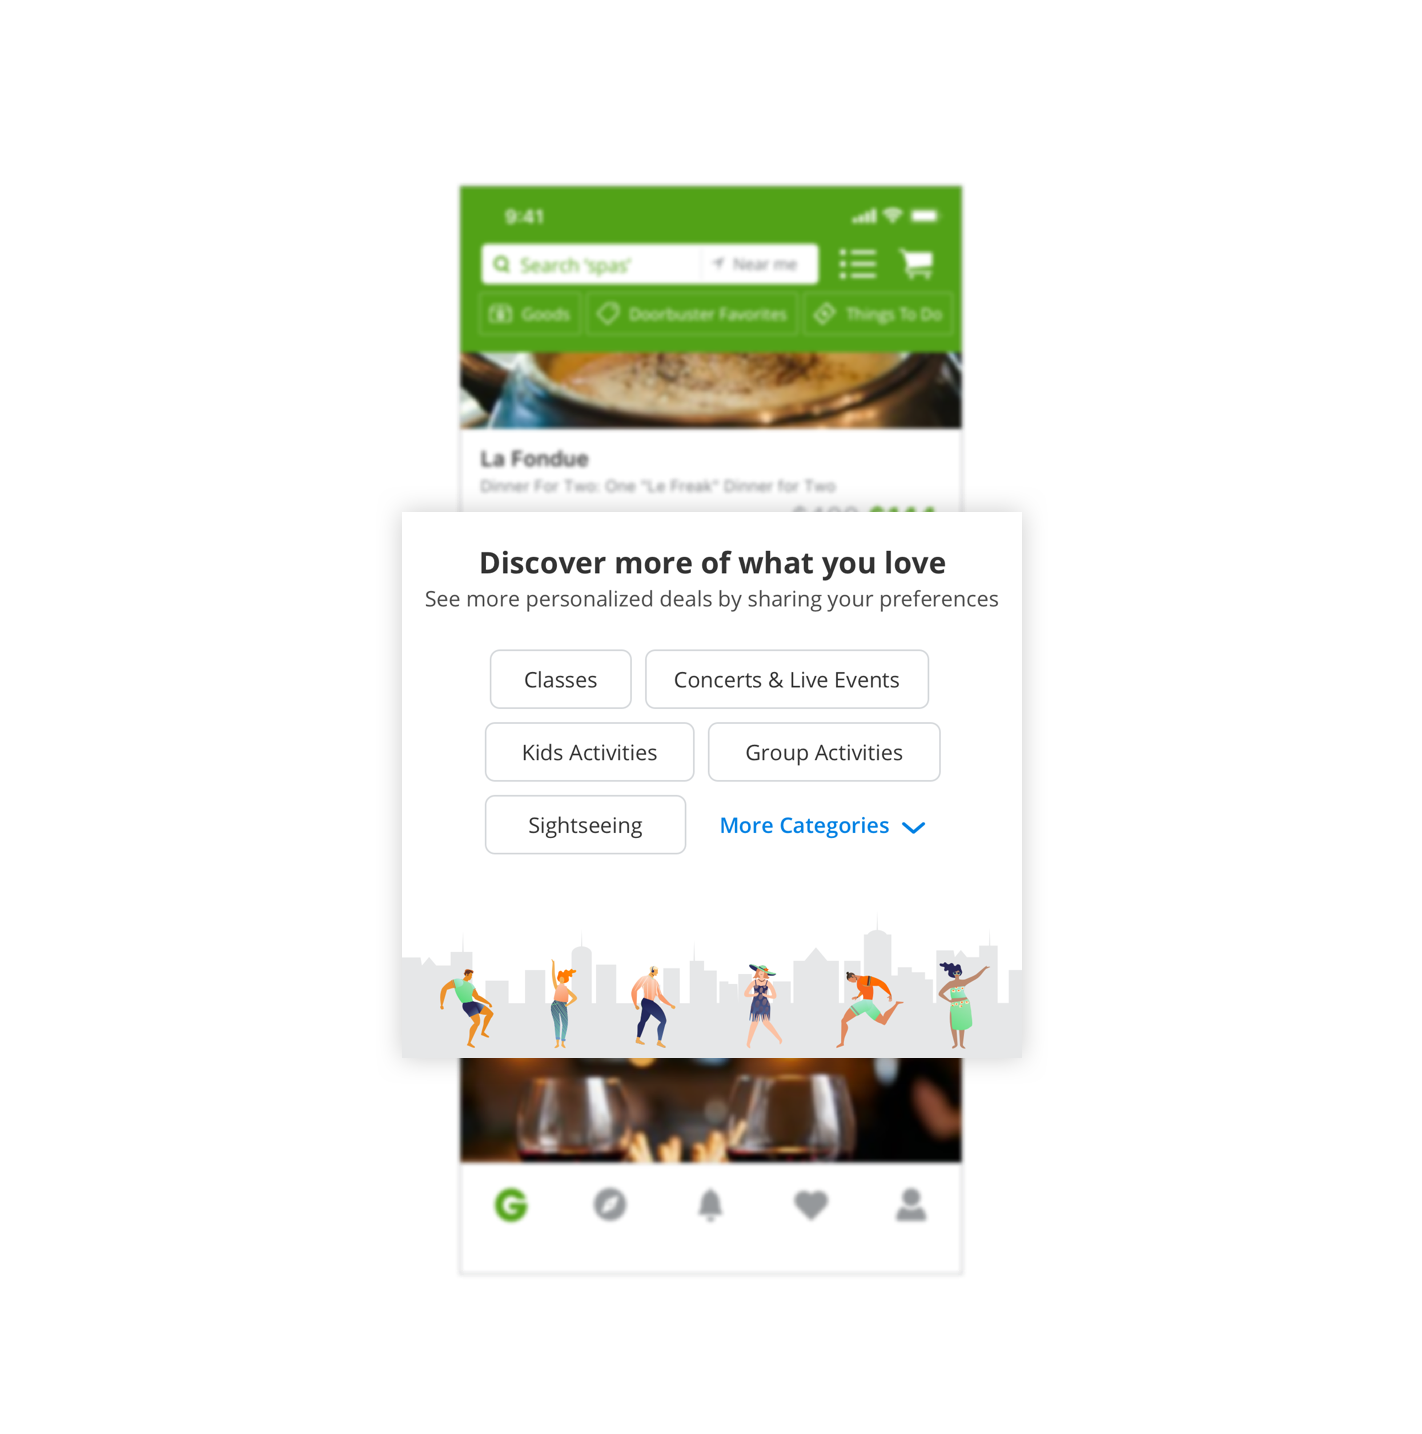 9:41
Search 'spas' Near me
Goods Doorbuster Favorites Things To Do
La Fondue
Dinner For Two: One "Le Freak" Dinner for Two
Discover more of what you love
See more personalized deals by sharing your preferences
Classes Concerts & Live Events
Kids Activities Group Activities
Sightseeing More Categories
G